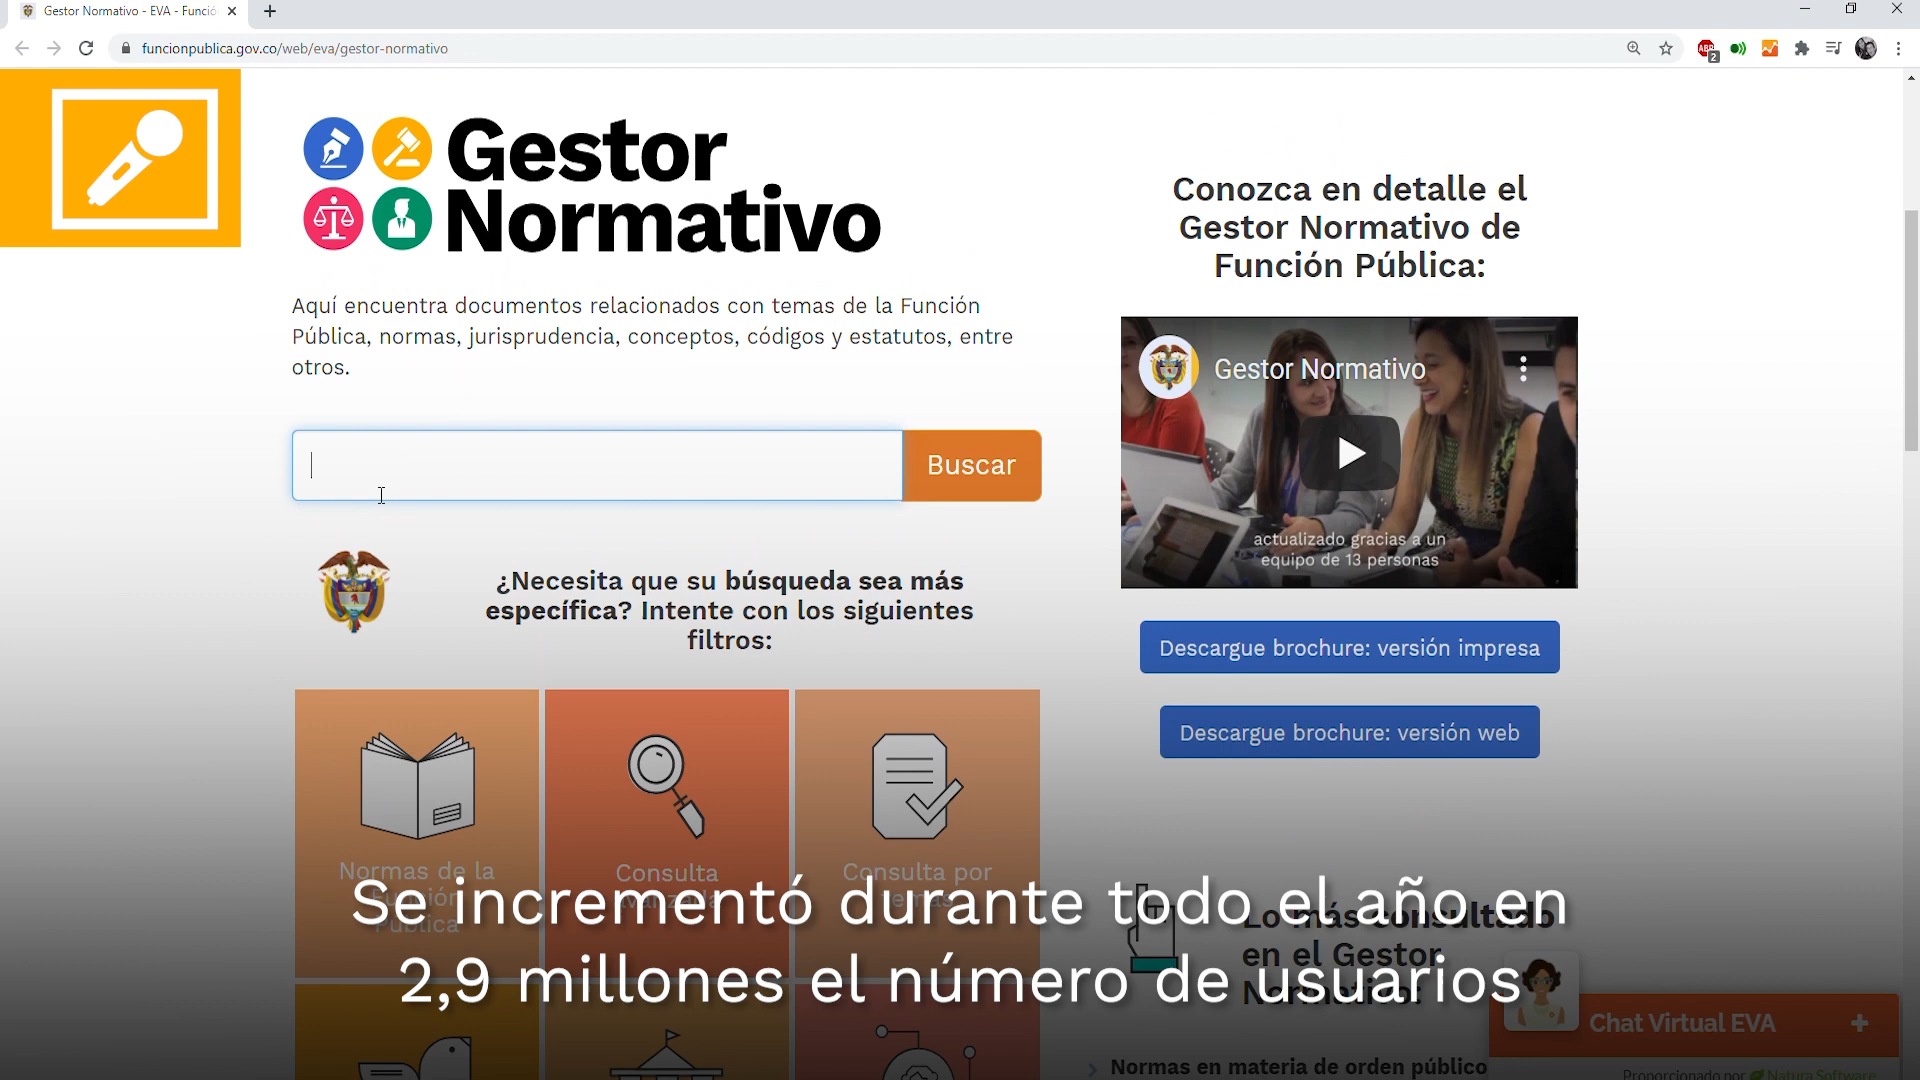 Gestor Normativo - EVA - Funció
funcionpublica.gov.co/web/eva/gestor-normativo
ABP
2
Gestor
Normativo
Aquí encuentra documentos relacionados con temas de la Función
Pública, normas, jurisprudencia, conceptos, códigos y estatutos, entre
otros.
Buscar
¿Necesita que su búsqueda sea más
específica? Intente con los siguientes
filtros:
Normas de la
Función
Pública
Consulta
avanzada
Consulta por
temas
Conozca en detalle el
Gestor Normativo de
Función Pública:
Gestor Normativo
actualizado gracias a un
equipo de 13 personas
Descargue brochure: versión impresa
Descargue brochure: versión web
Lo más consultado
en el Gestor
Normativo:
Normas en materia de orden público
Chat Virtual EVA
Proporcionado por Natura Software
Se incrementó durante todo el año en
2,9 millones el número de usuarios